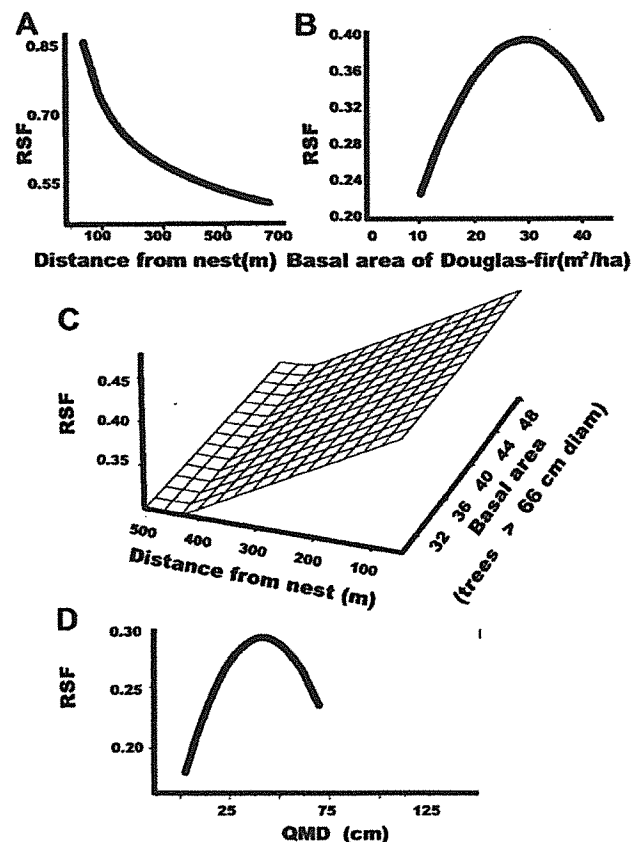 A
0.85
0.70
0.55
RSF
100 300 500 700
Distance from nest(m)
B
0.40
0.36
0.32
0.28
0.24
0.20
RSF
0 10 20 30 40
Basal area of Douglas-fir(m²/ha)
C
0.45
0.40
0.35
RSF
500 400 300 200 100
Distance from nest (m)
32 36 40 44 48
Basal area
(trees > 66 cm diam)
D
0.30
0.25
0.20
RSF
25 75 125
QMD (cm)